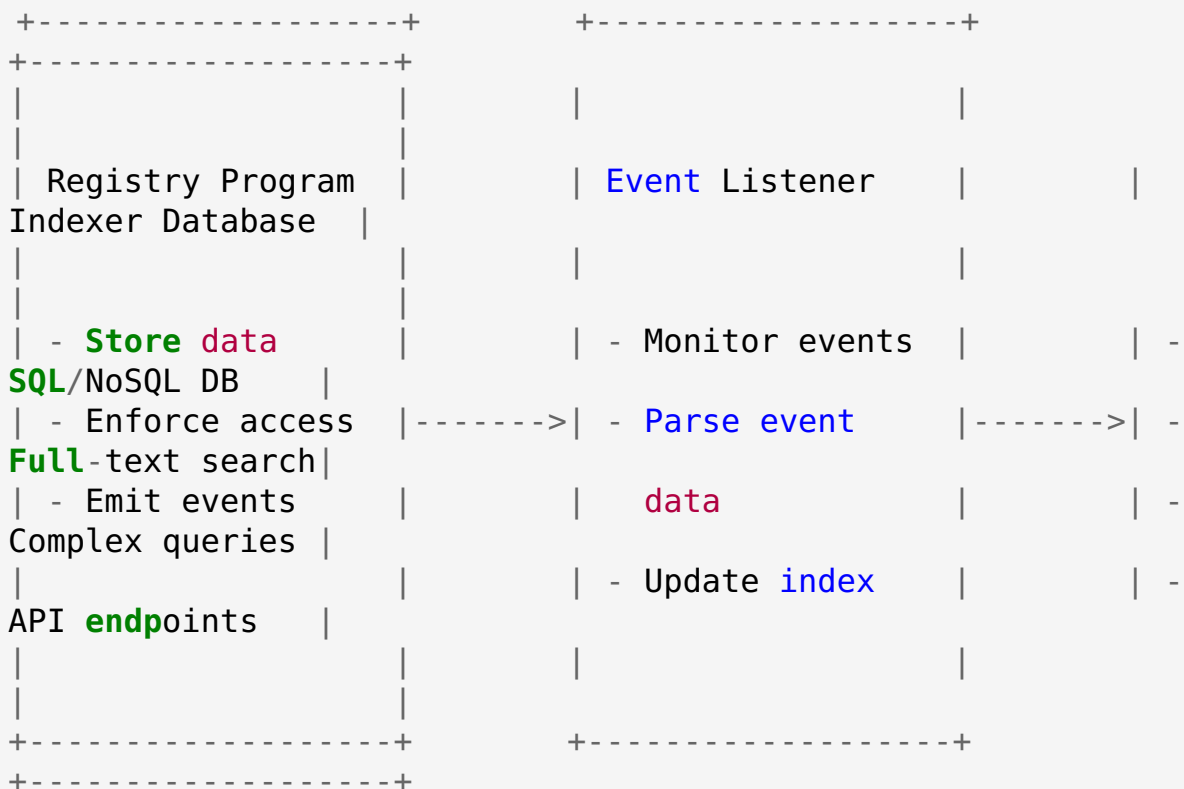 +-------------------+        +-------------------+
+-------------------+
|                   |        |                   |
|                   |
| Registry Program  |        | Event Listener    |        |
Indexer Database  |
|                   |        |                   |
|                   |
| - Store data      |        | - Monitor events  |        | -
SQL/NoSQL DB    |
| - Enforce access  |------->| - Parse event     |------->| -
Full-text search|
| - Emit events     |        |   data            |        | -
Complex queries |
|                   |        | - Update index    |        | -
API endpoints   |
|                   |        |                   |
|                   |
+-------------------+        +-------------------+
+-------------------+